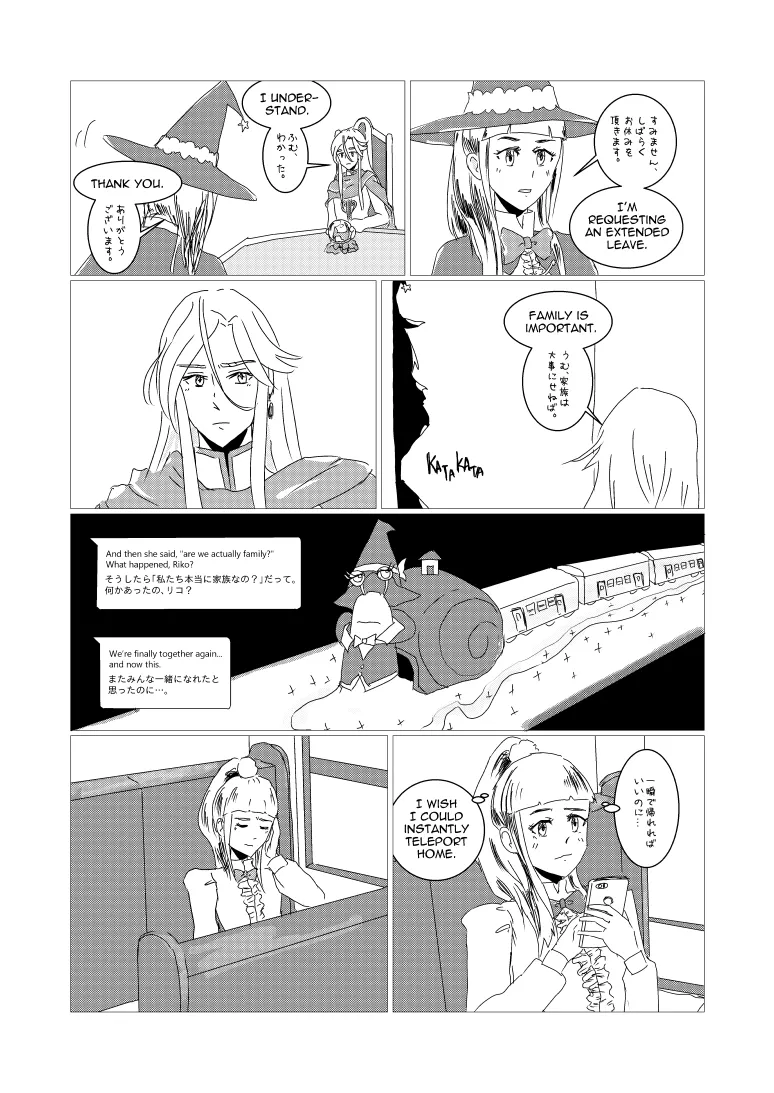 すみません、
しばらく
お休みを
頂きます。
I'M
REQUESTING
AN EXTENDED
LEAVE.
I UNDER-
STAND.
ふむ、
わかった。
THANK YOU.
ありがとう
ございます。
FAMILY IS
IMPORTANT.
うむ、家族は
大事にせねば。
KATAKATA
And then she said, "are we actually family?"
What happened, Riko?
そうしたら「私たち本当に家族なの？」だって。
何かあったの、リコ？
We're finally together again...
and now this.
またみんな一緒になれたと
思ったのに…。
一瞬で帰れれば
いいのに…
I WISH
I COULD
INSTANTLY
TELEPORT
HOME.